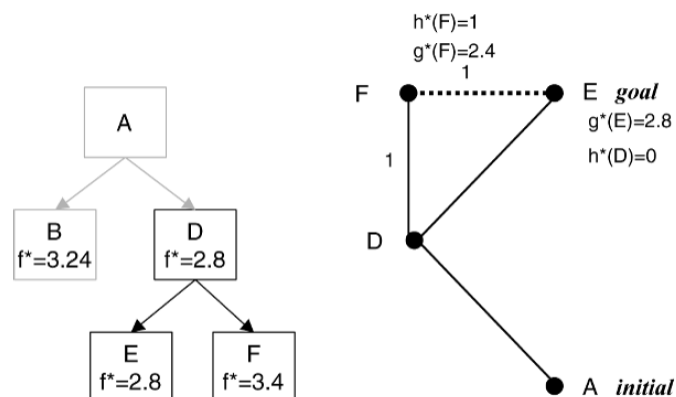 A
B
f*=3.24
D
f*=2.8
E
f*=2.8
F
f*=3.4
h*(F)=1
g*(F)=2.4
1
F
E goal
g*(E)=2.8
h*(D)=0
1
D
A initial